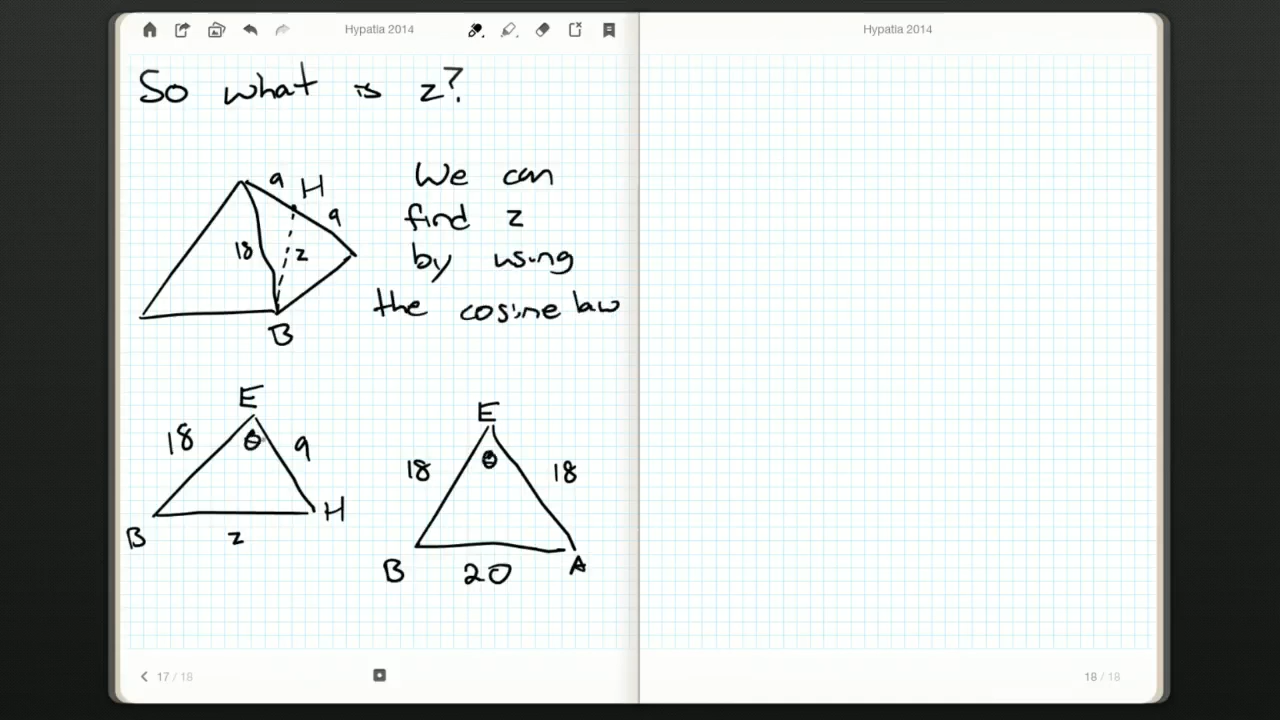 Hypatia 2014
Hypatia 2014
So what is z?
9 H
9
18 z
B
We can
find z
by using
the cosine law
E
18 θ 9
B H
z
E
18 θ 18
B 20 A
17 / 18
18 / 18